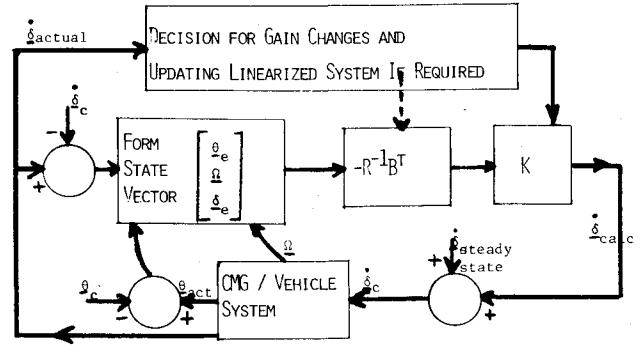 δ̇actual
DECISION FOR GAIN CHANGES AND
UPDATING LINEARIZED SYSTEM IF REQUIRED
δ̇c
−
+
FORM
STATE
VECTOR
θe
Ω
δe
-R⁻¹Bᵀ
K
δ̇calc
Ω
δ̇steady
state
+
+
δ̇c
CMG / VEHICLE
SYSTEM
θact
+
θc
−